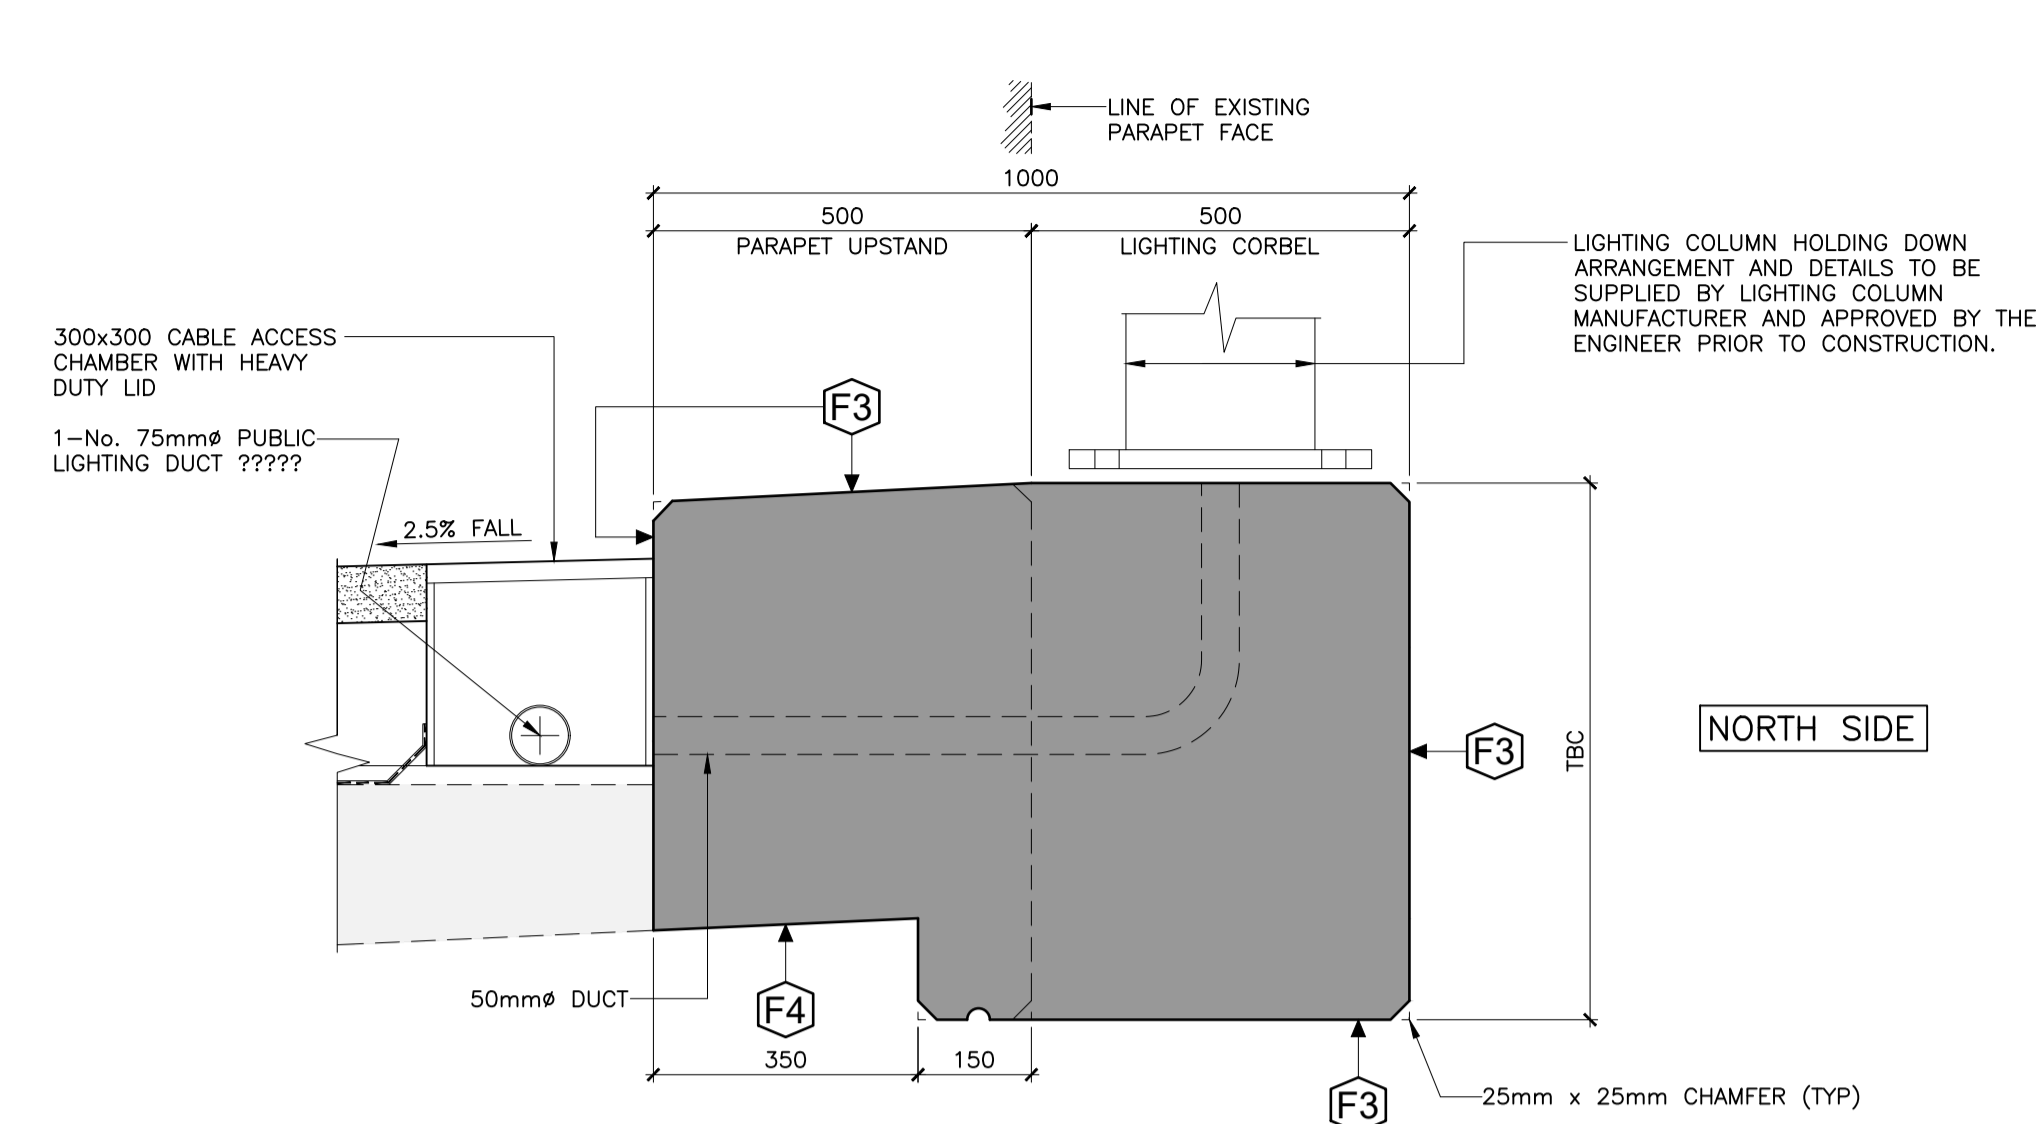 LINE OF EXISTING
PARAPET FACE
1000
500
500
PARAPET UPSTAND
LIGHTING CORBEL
LIGHTING COLUMN HOLDING DOWN
ARRANGEMENT AND DETAILS TO BE
SUPPLIED BY LIGHTING COLUMN
MANUFACTURER AND APPROVED BY THE
ENGINEER PRIOR TO CONSTRUCTION.
300x300 CABLE ACCESS
CHAMBER WITH HEAVY
DUTY LID
F3
1-No. 75mmø PUBLIC
LIGHTING DUCT ?????
2.5% FALL
NORTH SIDE
F3
TBC
50mmø DUCT
F4
350
150
F3
25mm x 25mm CHAMFER (TYP)